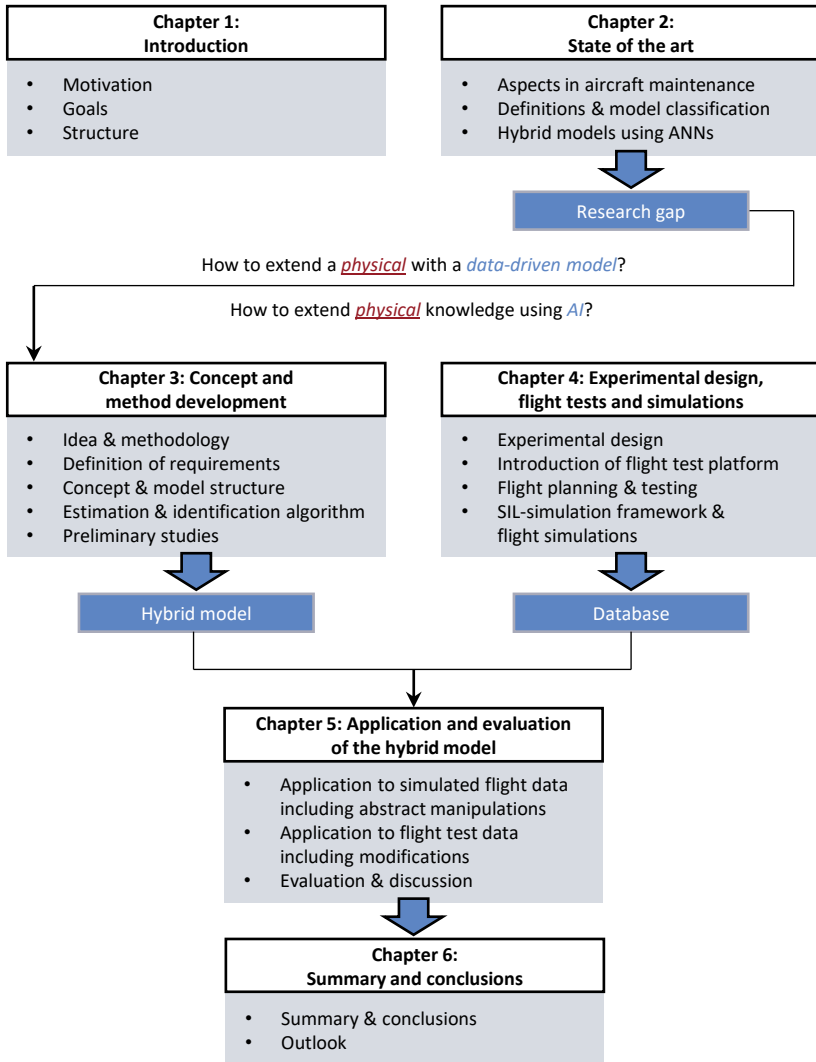 Chapter 1:
Introduction
• Motivation
• Goals
• Structure
Chapter 2:
State of the art
• Aspects in aircraft maintenance
• Definitions & model classification
• Hybrid models using ANNs
Research gap
How to extend a physical with a data-driven model?
How to extend physical knowledge using AI?
Chapter 3: Concept and
method development
• Idea & methodology
• Definition of requirements
• Concept & model structure
• Estimation & identification algorithm
• Preliminary studies
Hybrid model
Chapter 4: Experimental design,
flight tests and simulations
• Experimental design
• Introduction of flight test platform
• Flight planning & testing
• SIL-simulation framework &
flight simulations
Database
Chapter 5: Application and evaluation
of the hybrid model
• Application to simulated flight data
including abstract manipulations
• Application to flight test data
including modifications
• Evaluation & discussion
Chapter 6:
Summary and conclusions
• Summary & conclusions
• Outlook